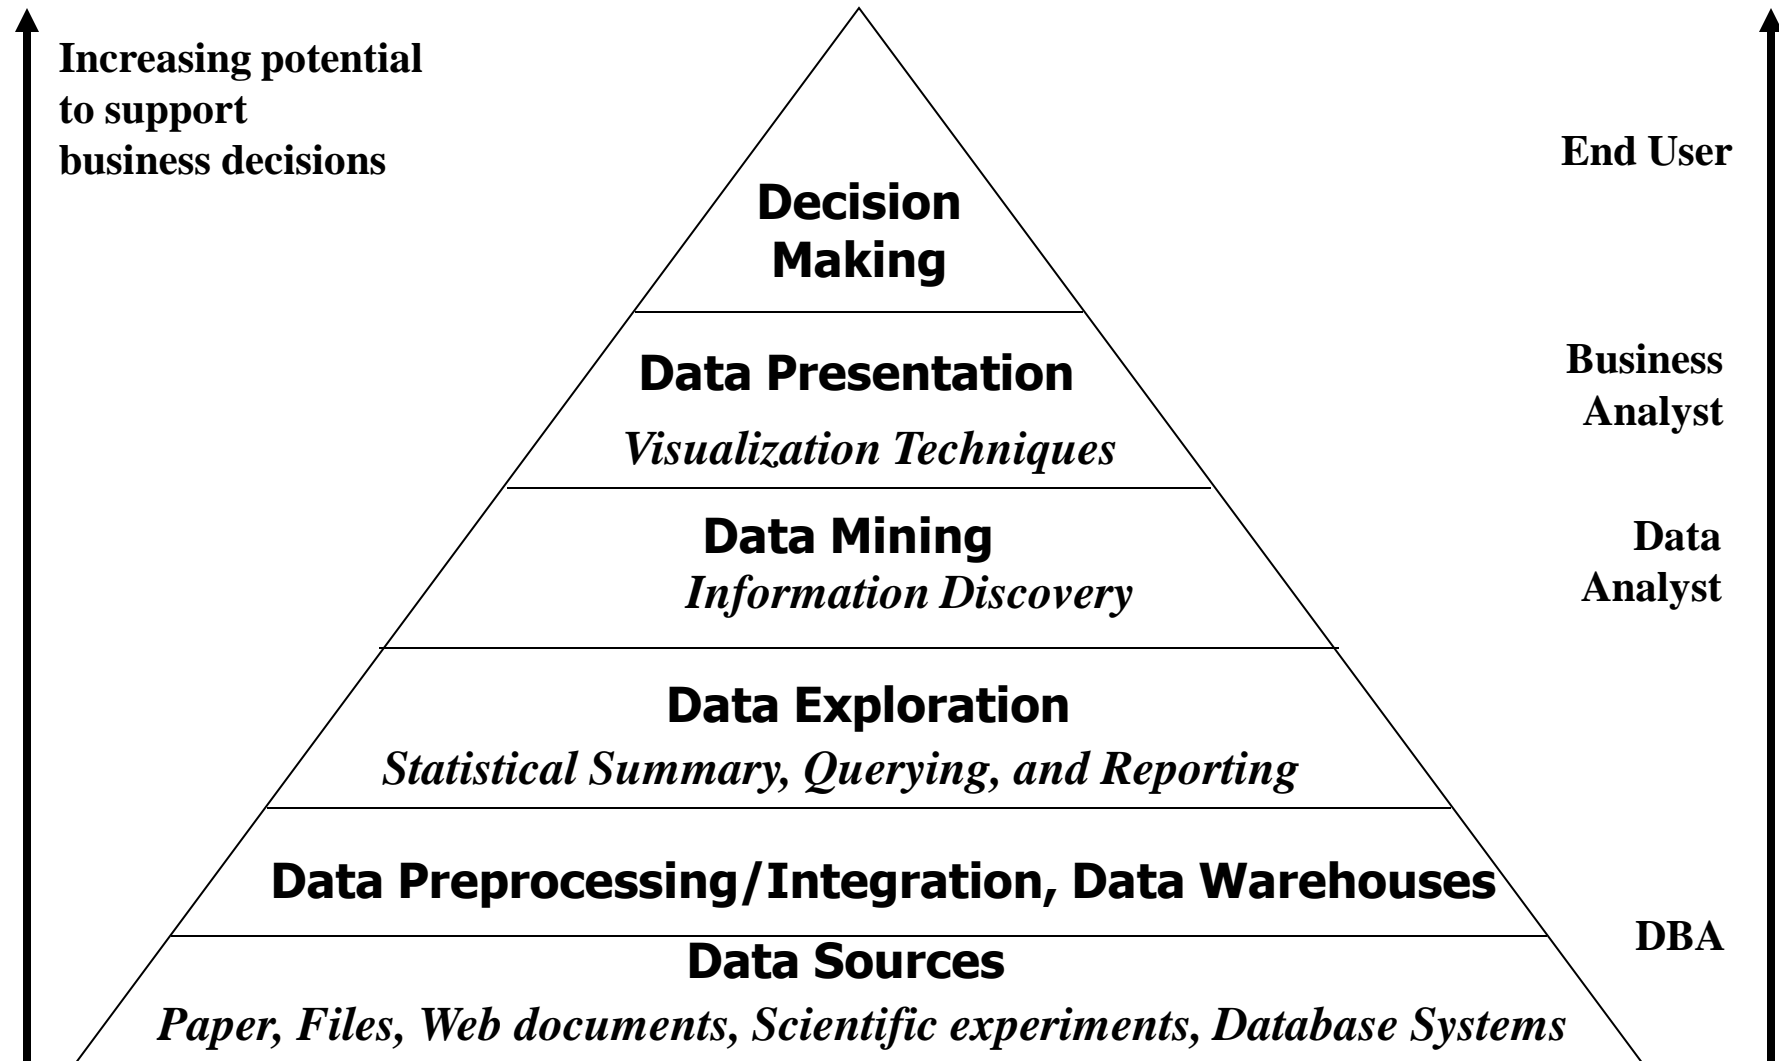 Increasing potential
to support
business decisions
End User
Decision
Making
Business
Analyst
Data Presentation
Visualization Techniques
Data Mining
Information Discovery
Data
Analyst
Data Exploration
Statistical Summary, Querying, and Reporting
Data Preprocessing/Integration, Data Warehouses
DBA
Data Sources
Paper, Files, Web documents, Scientific experiments, Database Systems